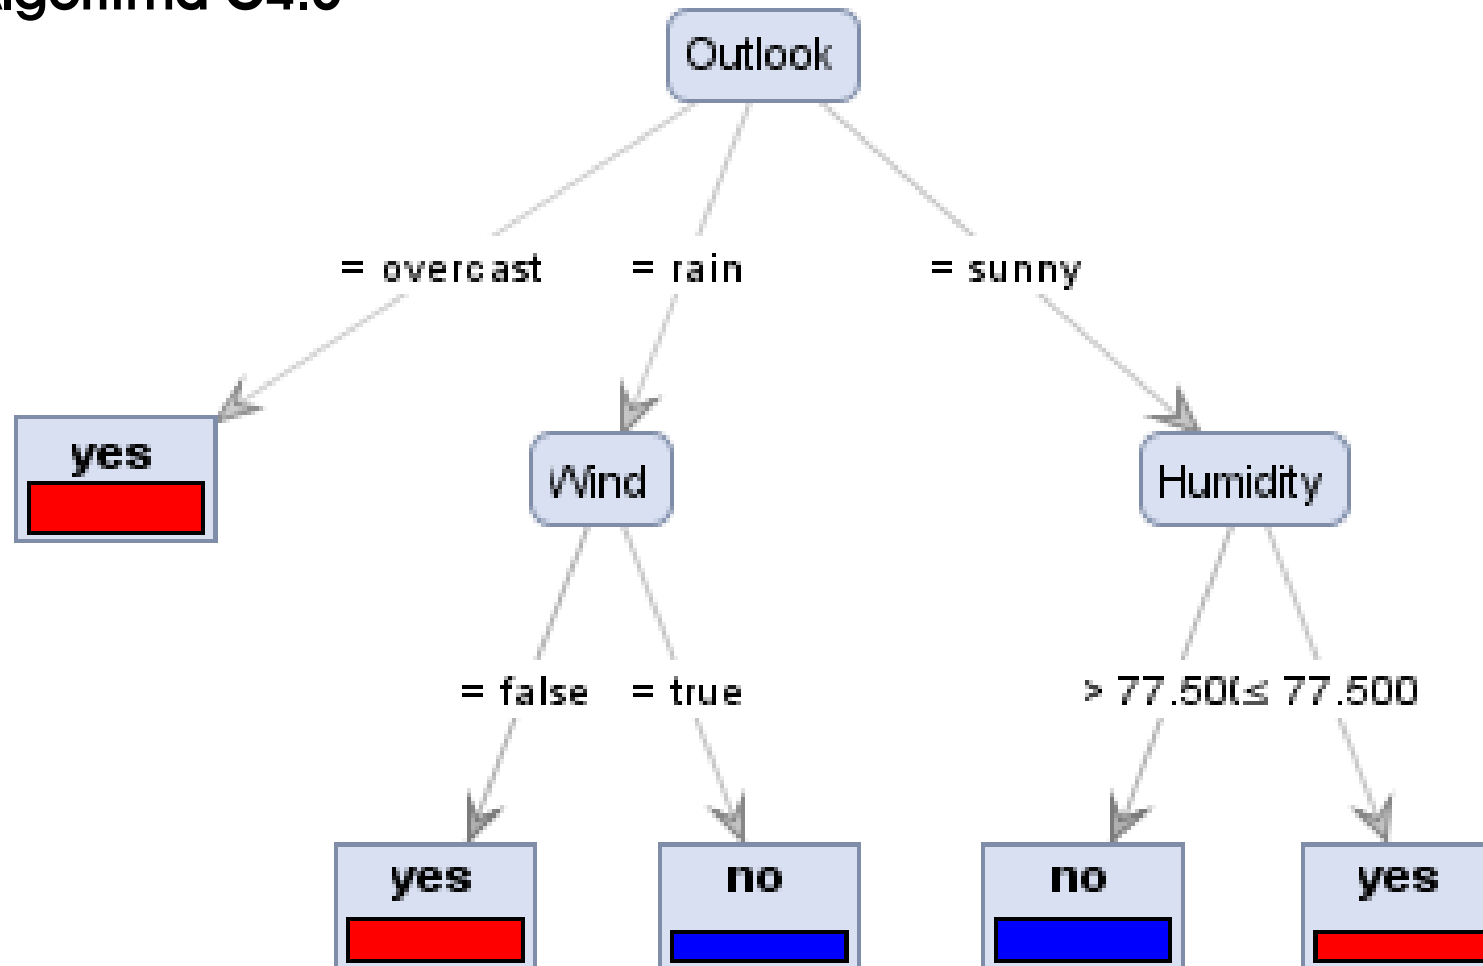 Outlook
= overcast
= rain
= sunny
yes
Wind
Humidity
= false
= true
> 77.50
≤ 77.500
yes
no
no
yes